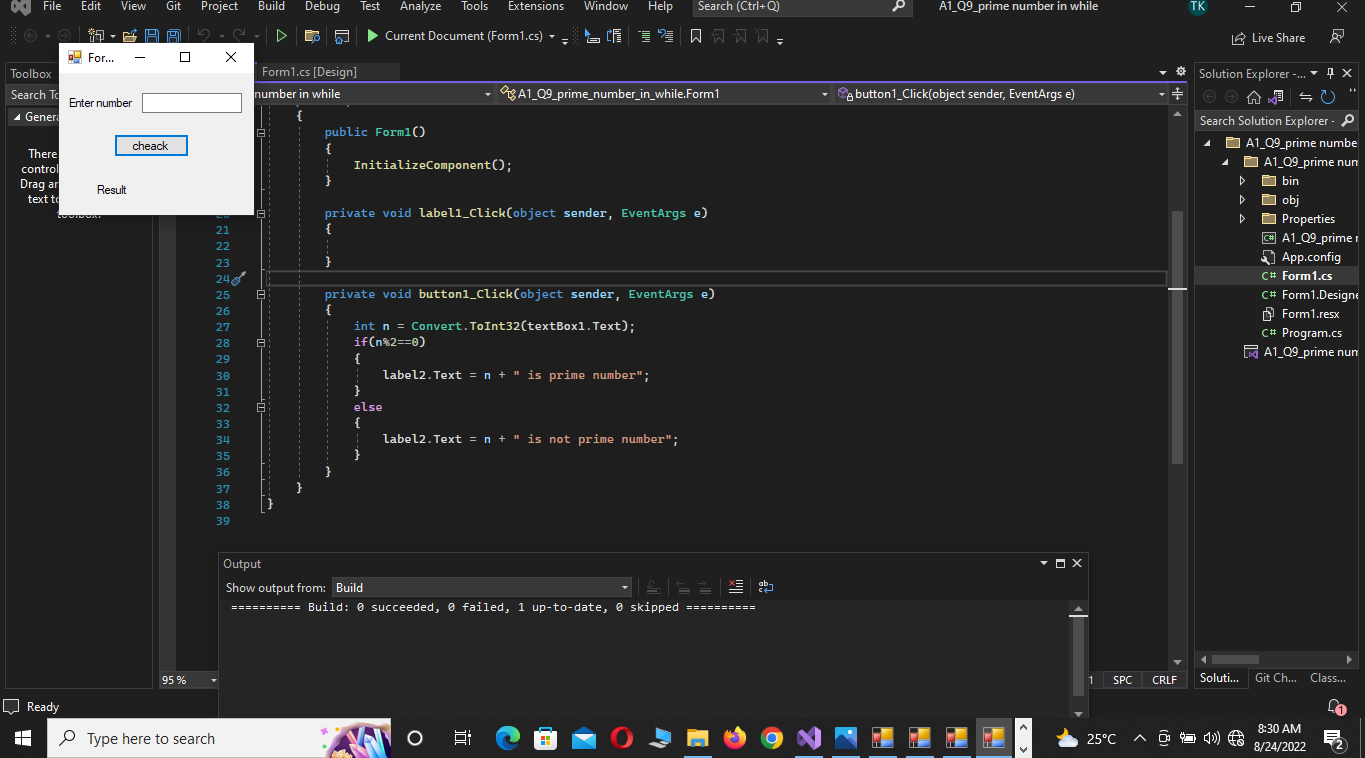 File Edit View Git Project Build Debug Test Analyze Tools Extensions Window Help Search (Ctrl+Q) A1_Q9_prime number in while TK
Current Document (Form1.cs) Live Share
Toolbox
Search To
Genera
There
control
Drag an
text to
toolbox.
For...
Enter number
cheack
Result
Form1.cs [Design]
number in while A1_Q9_prime_number_in_while.Form1 button1_Click(object sender, EventArgs e)
{
public Form1()
{
InitializeComponent();
}
private void label1_Click(object sender, EventArgs e)
21 {
22
23 }
24
25 private void button1_Click(object sender, EventArgs e)
26 {
27 int n = Convert.ToInt32(textBox1.Text);
28 if(n%2==0)
29 {
30 label2.Text = n + " is prime number";
31 }
32 else
33 {
34 label2.Text = n + " is not prime number";
35 }
36 }
37 }
38 }
39
Output
Show output from: Build
========== Build: 0 succeeded, 0 failed, 1 up-to-date, 0 skipped ==========
95 % 1 SPC CRLF
Solution Explorer -...
Search Solution Explorer -
A1_Q9_prime numbe
A1_Q9_prime num
bin
obj
Properties
C# A1_Q9_prime r
App.config
C# Form1.cs
C# Form1.Designe
Form1.resx
C# Program.cs
A1_Q9_prime num
Soluti... Git Ch... Class...
Ready 1
Type here to search 25°C 8:30 AM
8/24/2022 2